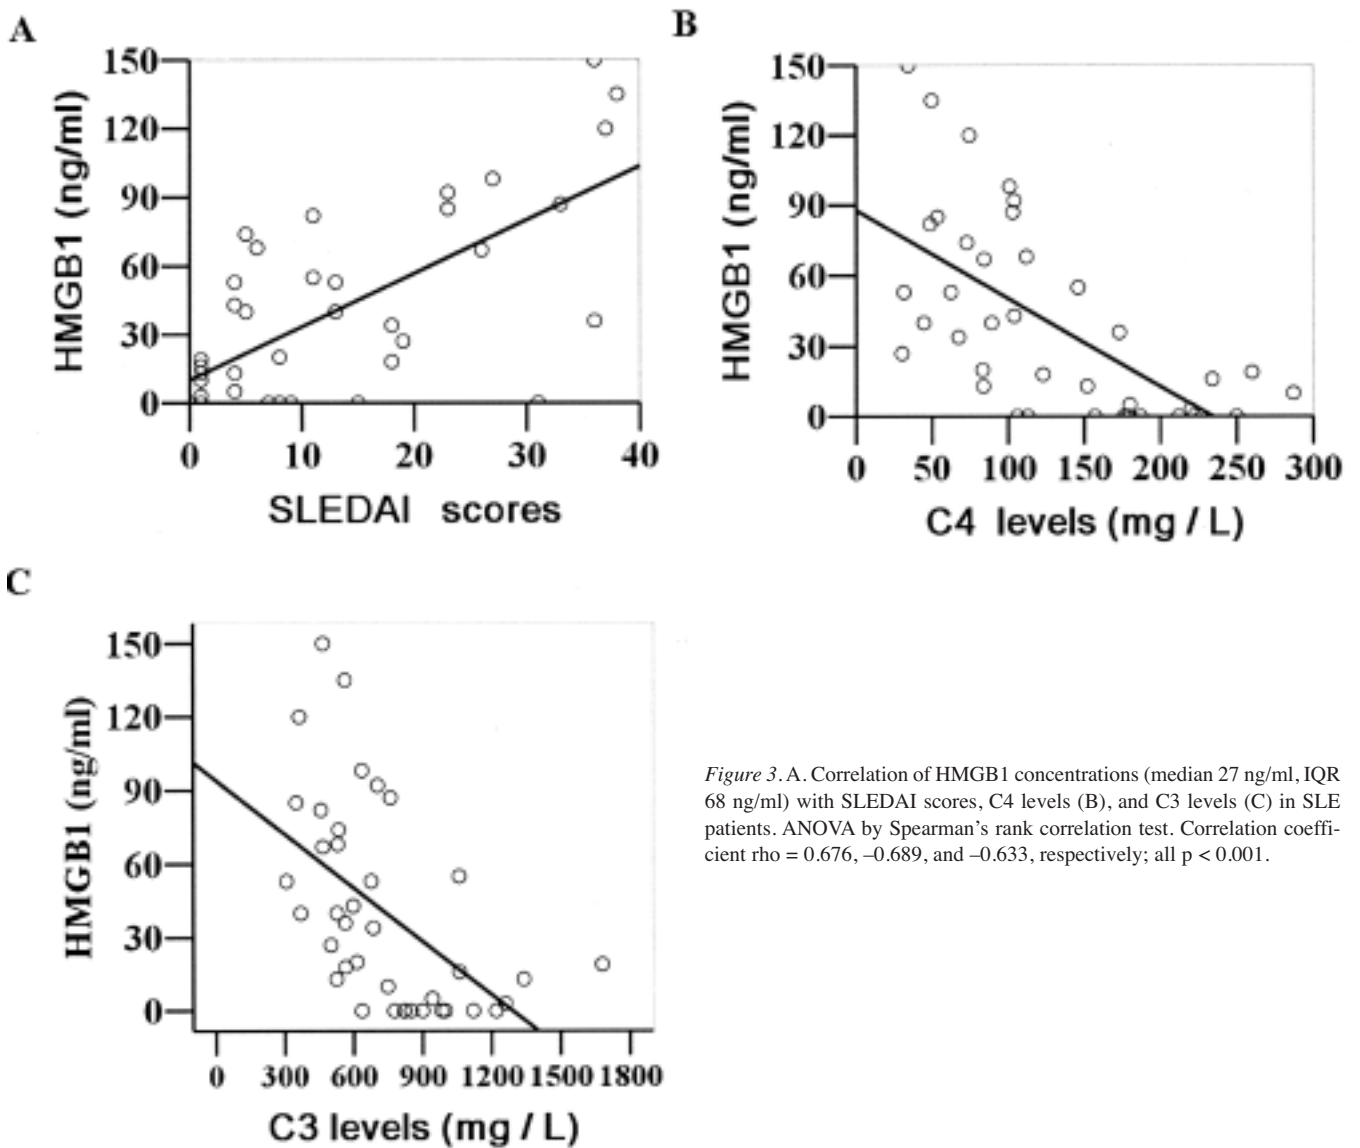 A
150
120
90
60
30
0
HMGB1 (ng/ml)
0 10 20 30 40
SLEDAI scores
B
150
120
90
60
30
0
HMGB1 (ng/ml)
0 50 100 150 200 250 300
C4 levels (mg / L)
C
150
120
90
60
30
0
HMGB1 (ng/ml)
0 300 600 900 1200 1500 1800
C3 levels (mg / L)
Figure 3. A. Correlation of HMGB1 concentrations (median 27 ng/ml, IQR
68 ng/ml) with SLEDAI scores, C4 levels (B), and C3 levels (C) in SLE
patients. ANOVA by Spearman's rank correlation test. Correlation coeffi-
cient rho = 0.676, –0.689, and –0.633, respectively; all p < 0.001.